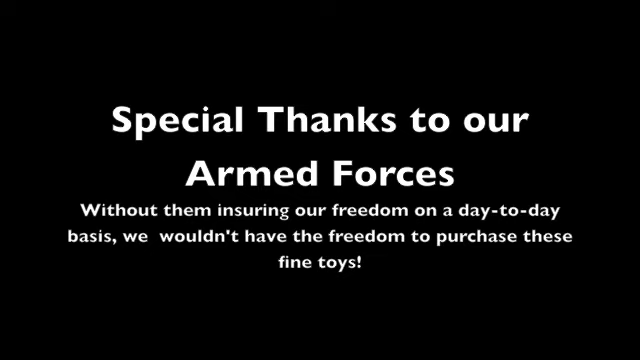 Special Thanks to our
Armed Forces
Without them insuring our freedom on a day-to-day
basis, we  wouldn't have the freedom to purchase these
fine toys!